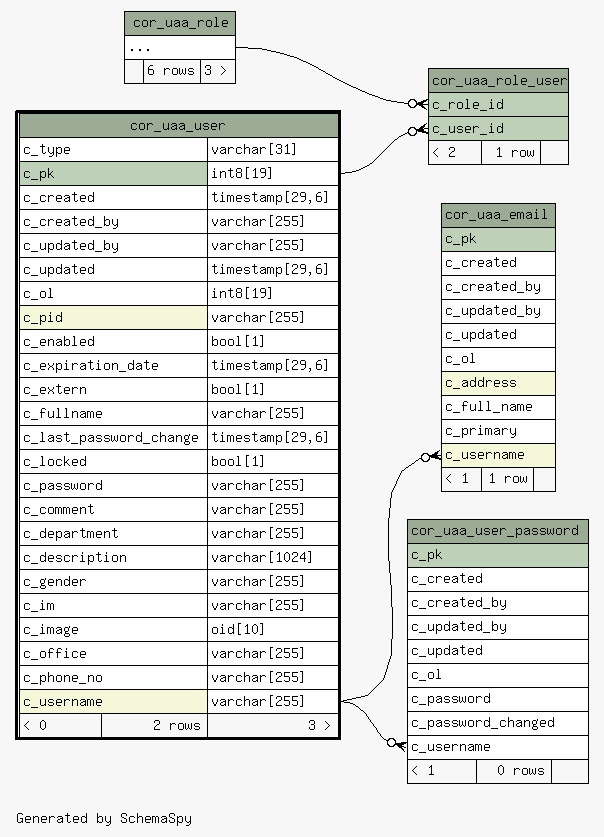 cor_uaa_role
...
6 rows 3 >
cor_uaa_role_user
c_role_id
c_user_id
< 2 1 row
cor_uaa_user
c_type varchar[31]
c_pk int8[19]
c_created timestamp[29,6]
c_created_by varchar[255]
c_updated_by varchar[255]
c_updated timestamp[29,6]
c_ol int8[19]
c_pid varchar[255]
c_enabled bool[1]
c_expiration_date timestamp[29,6]
c_extern bool[1]
c_fullname varchar[255]
c_last_password_change timestamp[29,6]
c_locked bool[1]
c_password varchar[255]
c_comment varchar[255]
c_department varchar[255]
c_description varchar[1024]
c_gender varchar[255]
c_im varchar[255]
c_image oid[10]
c_office varchar[255]
c_phone_no varchar[255]
c_username varchar[255]
< 0 2 rows 3 >
cor_uaa_email
c_pk
c_created
c_created_by
c_updated_by
c_updated
c_ol
c_address
c_full_name
c_primary
c_username
< 1 1 row
cor_uaa_user_password
c_pk
c_created
c_created_by
c_updated_by
c_updated
c_ol
c_password
c_password_changed
c_username
< 1 0 rows
Generated by SchemaSpy